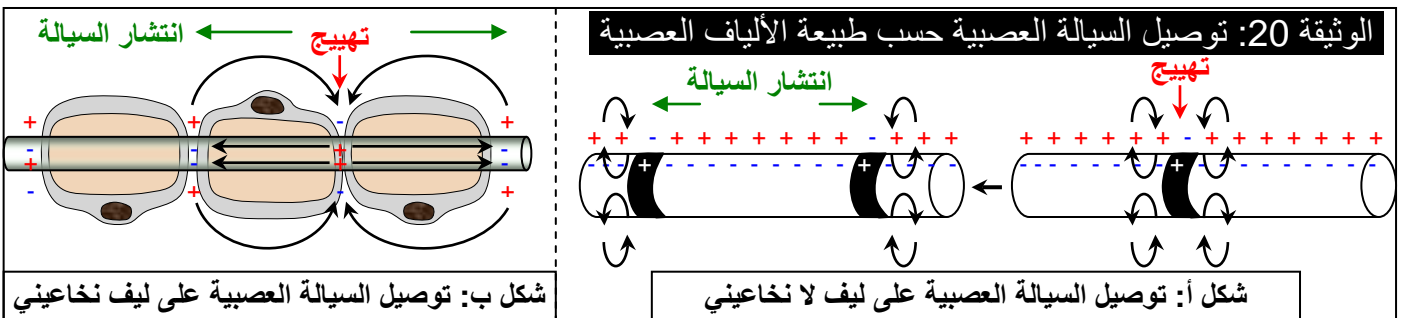 الوثيقة 20: توصيل السيالة العصبية حسب طبيعة الألياف العصبية
تهييج
انتشار السيالة
+ + - + + + + + + + - + + + +
+ + + + + + - + + + + + + + + +
شكل أ: توصيل السيالة العصبية على ليف لا نخاعيني
تهييج
انتشار السيالة
شكل ب: توصيل السيالة العصبية على ليف نخاعيني